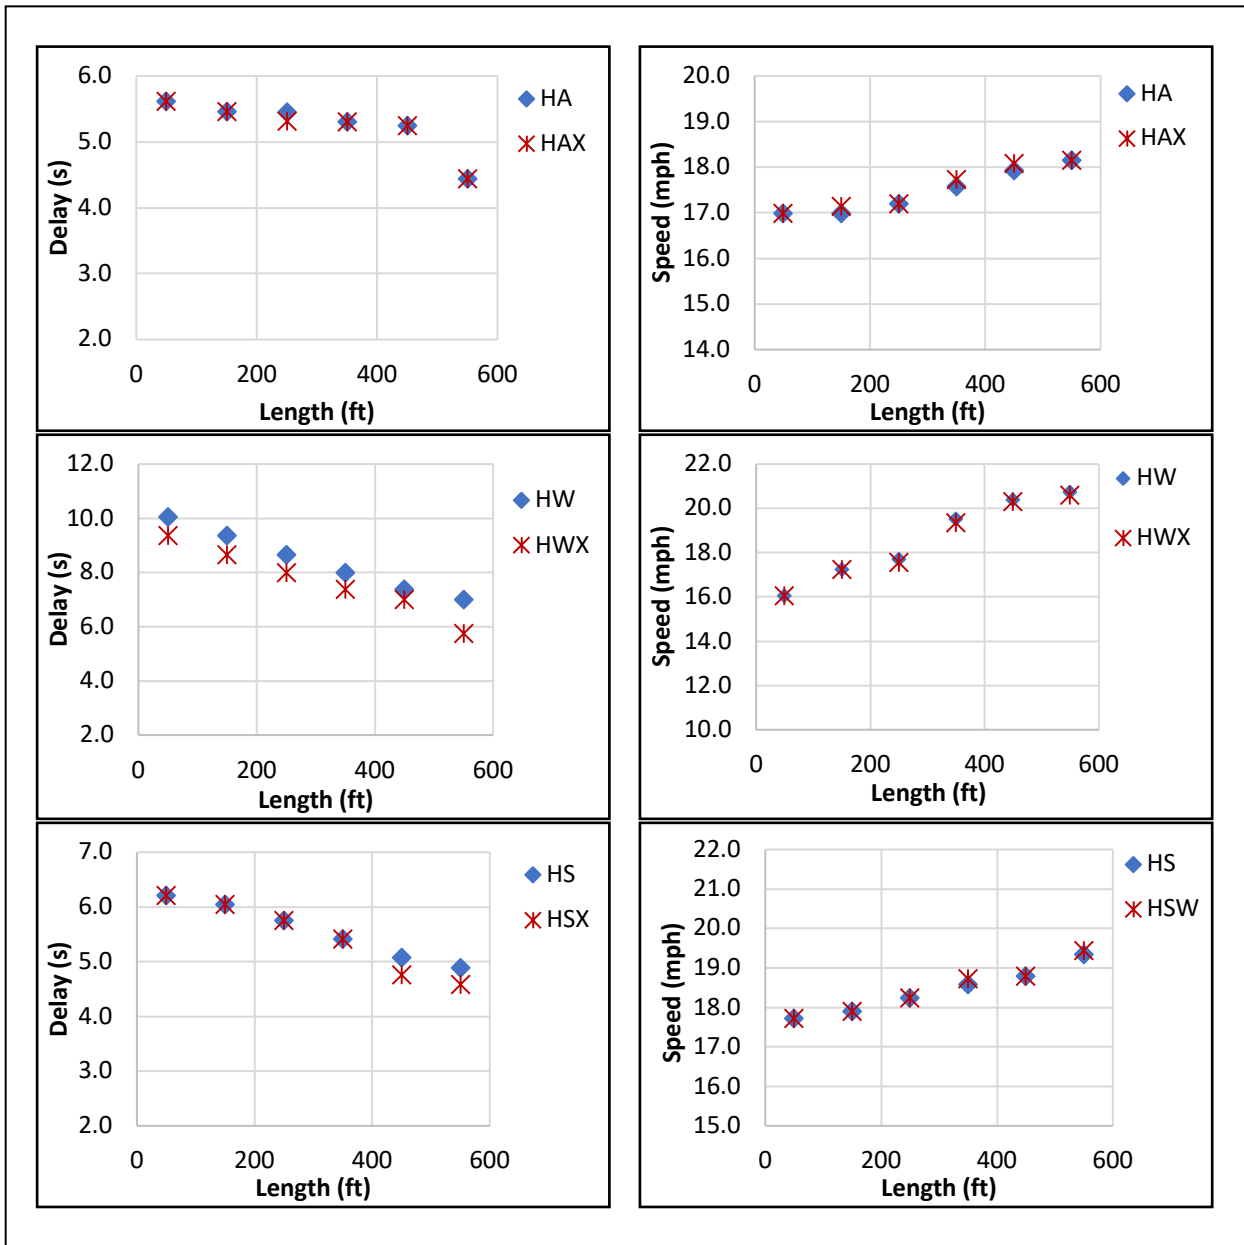 6.0
5.0
4.0
3.0
2.0
Delay (s)
0 200 400 600
Length (ft)
HA
HAX
20.0
19.0
18.0
17.0
16.0
15.0
14.0
Speed (mph)
0 200 400 600
Length (ft)
HA
HAX
12.0
10.0
8.0
6.0
4.0
2.0
Delay (s)
0 200 400 600
Length (ft)
HW
HWX
22.0
20.0
18.0
16.0
14.0
12.0
10.0
Speed (mph)
0 200 400 600
Length (ft)
HW
HWX
7.0
6.0
5.0
4.0
3.0
2.0
Delay (s)
0 200 400 600
Length (ft)
HS
HSX
22.0
21.0
20.0
19.0
18.0
17.0
16.0
15.0
Speed (mph)
0 200 400 600
Length (ft)
HS
HSW